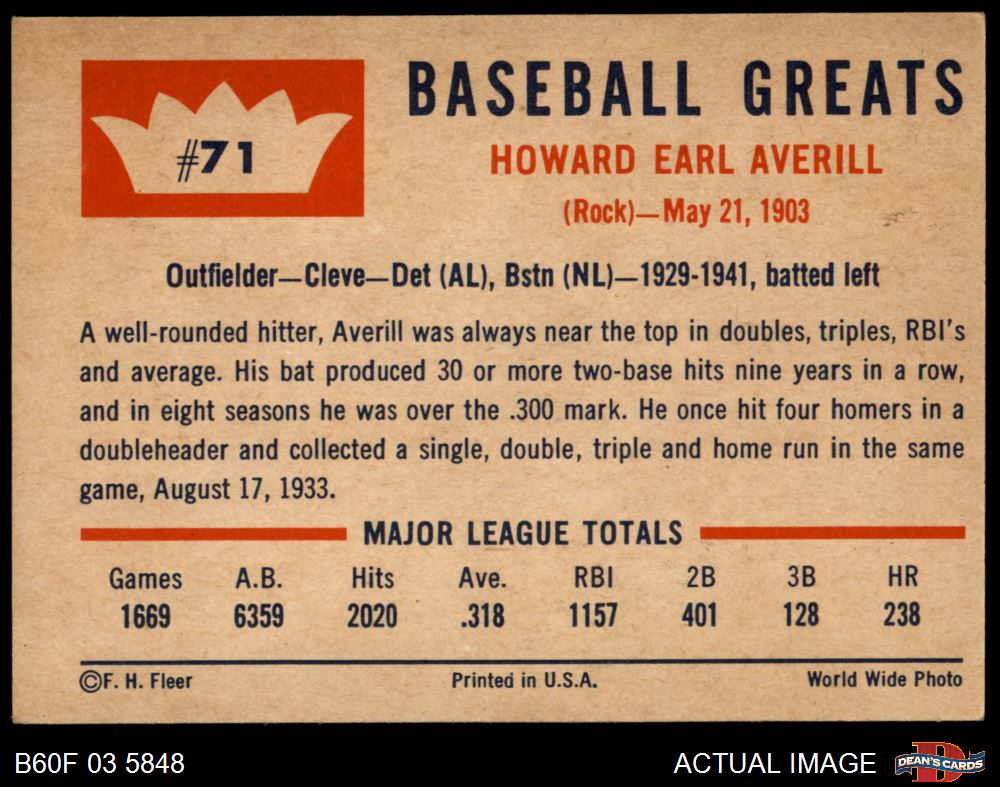 #71
BASEBALL GREATS
HOWARD EARL AVERILL
(Rock)—May 21, 1903
Outfielder—Cleve—Det (AL), Bstn (NL)—1929-1941, batted left
A well-rounded hitter, Averill was always near the top in doubles, triples, RBI's
and average. His bat produced 30 or more two-base hits nine years in a row,
and in eight seasons he was over the .300 mark. He once hit four homers in a
doubleheader and collected a single, double, triple and home run in the same
game, August 17, 1933.
MAJOR LEAGUE TOTALS
Games A.B. Hits Ave. RBI 2B 3B HR
1669 6359 2020 .318 1157 401 128 238
©F. H. Fleer Printed in U.S.A. World Wide Photo
B60F 03 5848 ACTUAL IMAGE D DEAN'S CARDS